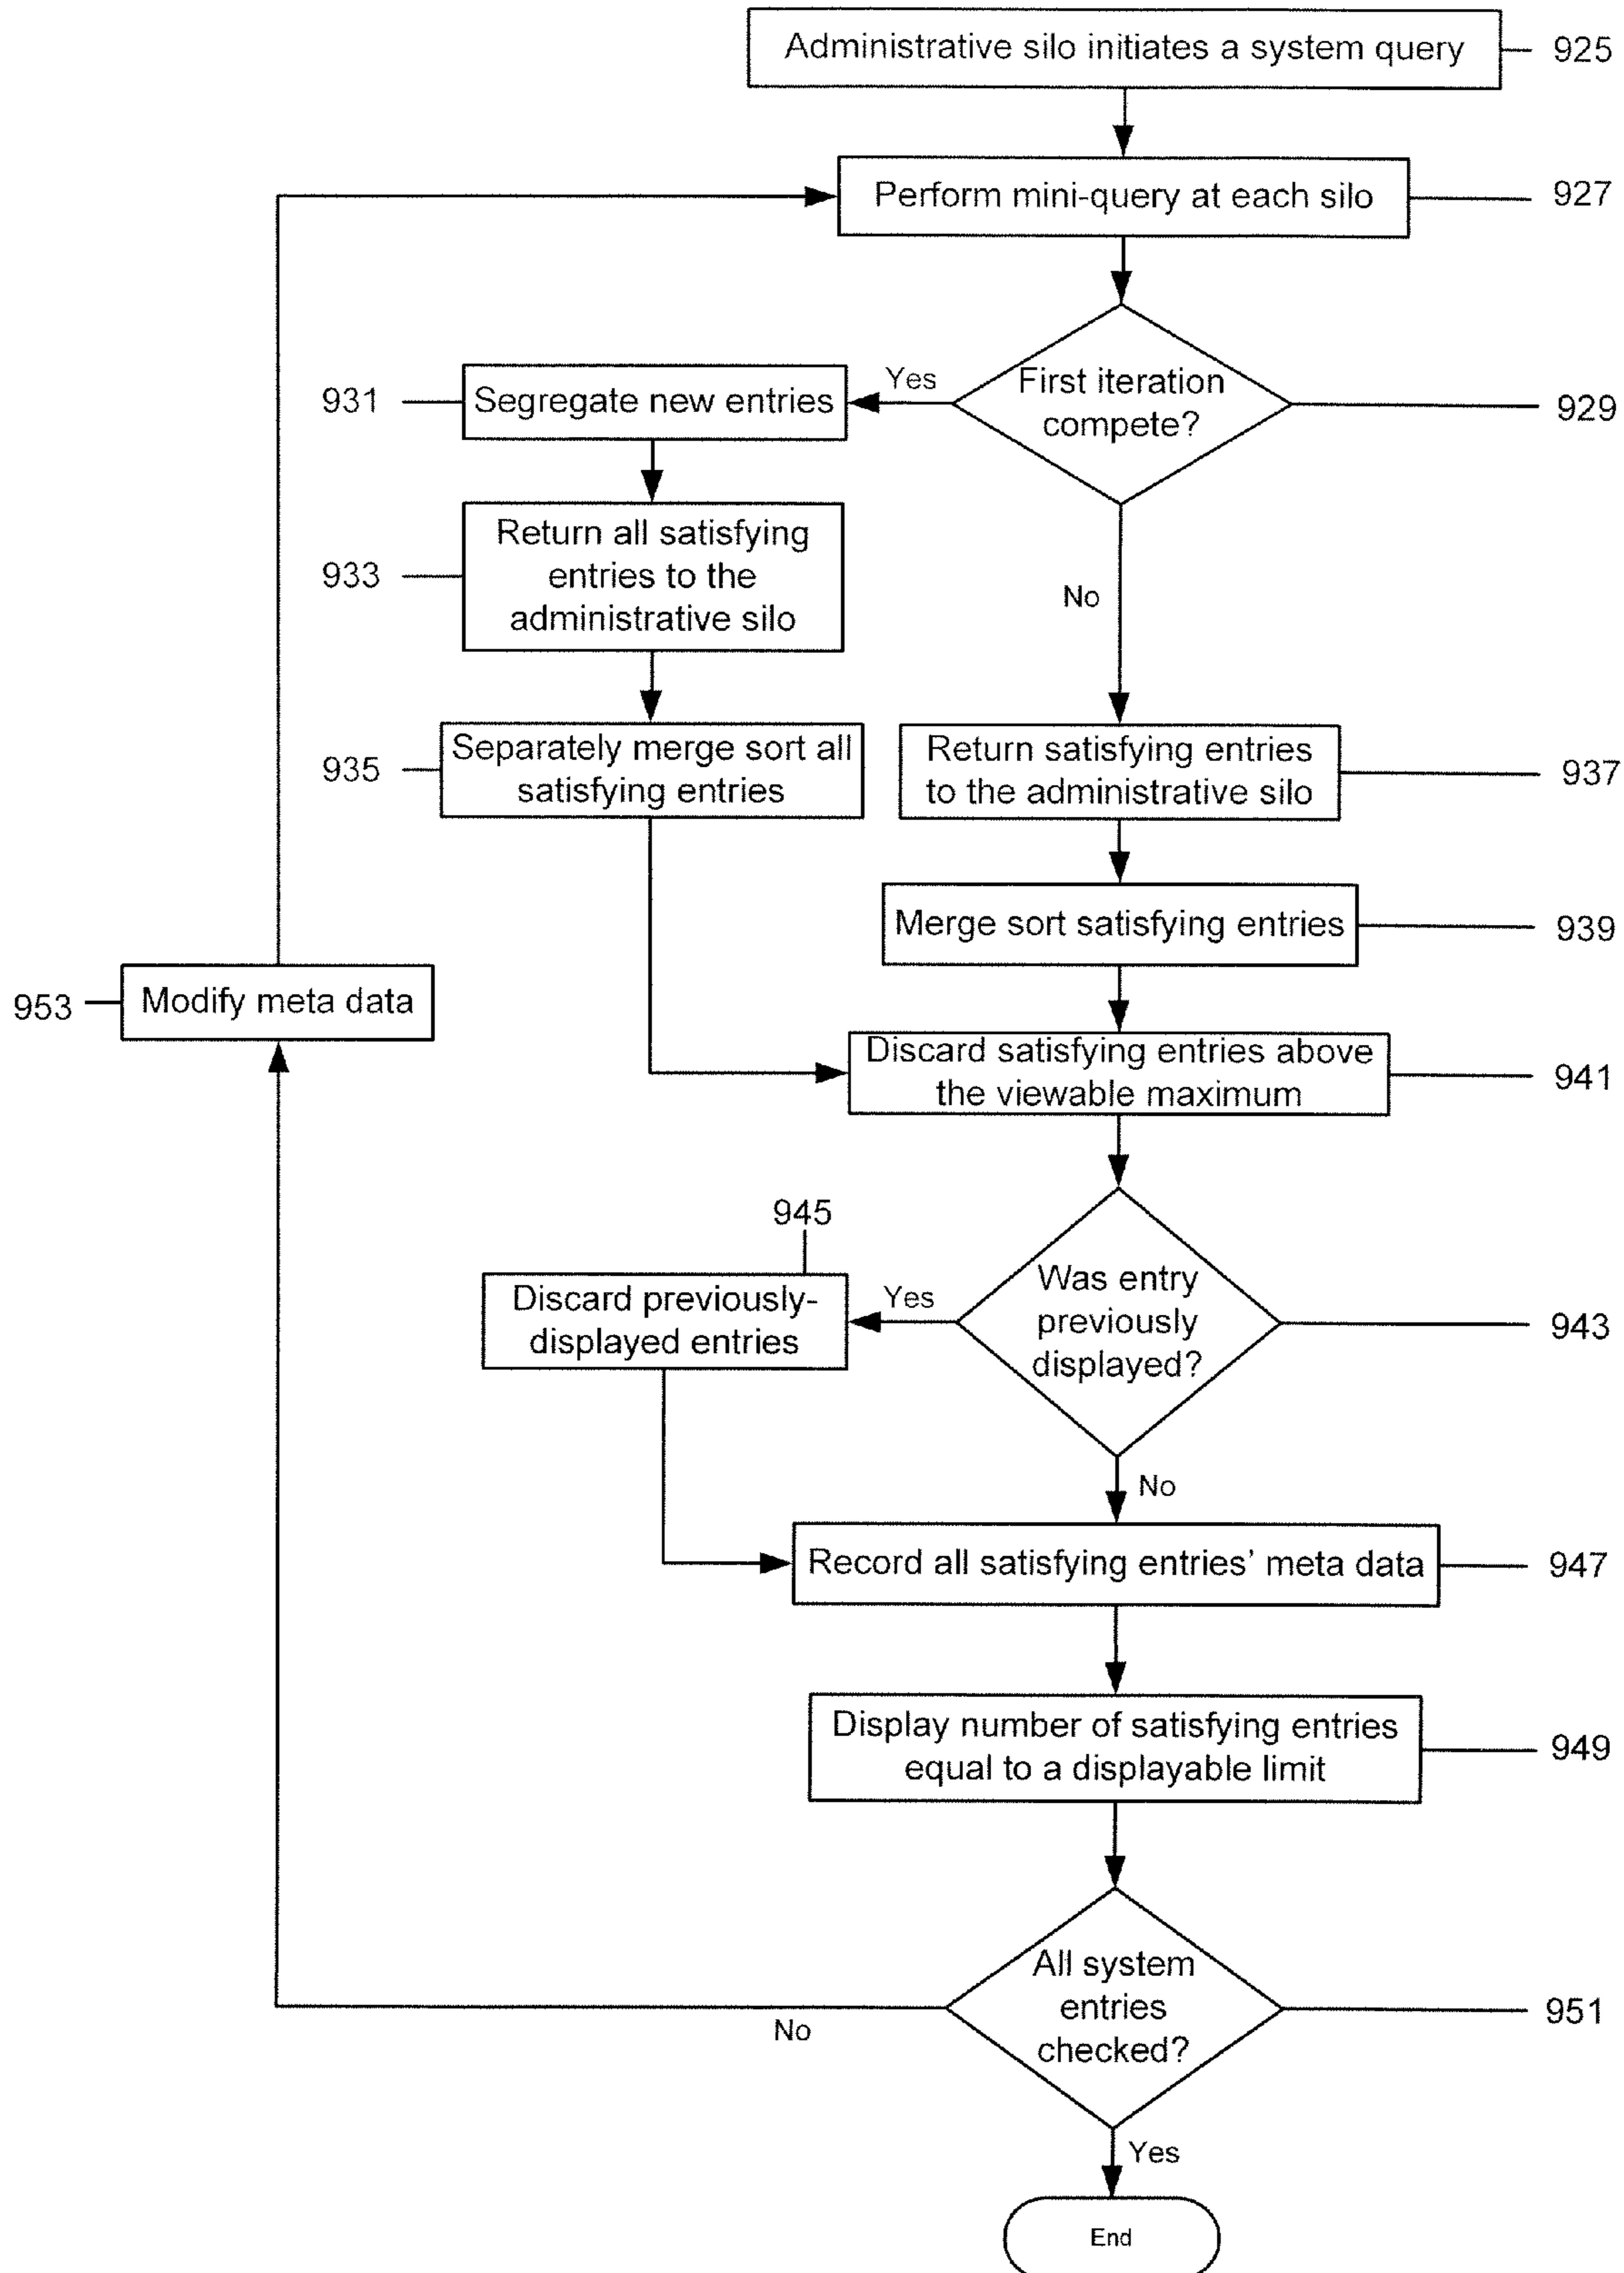 Administrative silo initiates a system query
925
Perform mini-query at each silo
927
First iteration
compete?
929
Yes
931
Segregate new entries
933
Return all satisfying
entries to the
administrative silo
No
935
Separately merge sort all
satisfying entries
Return satisfying entries
to the administrative silo
937
Merge sort satisfying entries
939
953
Modify meta data
Discard satisfying entries above
the viewable maximum
941
945
Discard previously-
displayed entries
Yes
Was entry
previously
displayed?
943
No
Record all satisfying entries' meta data
947
Display number of satisfying entries
equal to a displayable limit
949
All system
entries
checked?
951
No
Yes
End